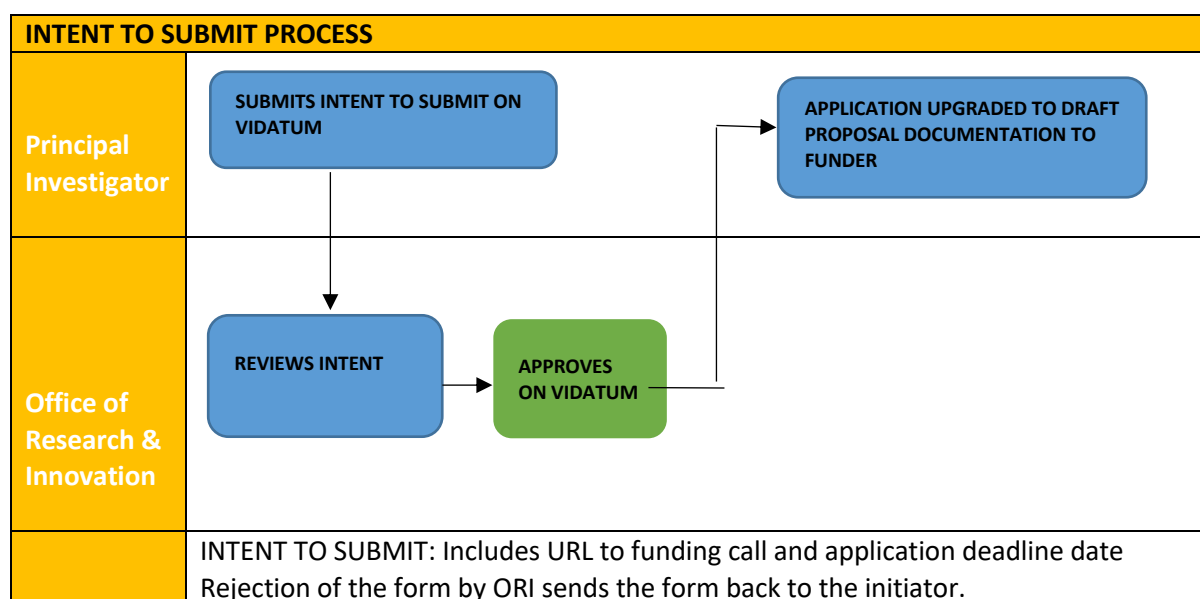 INTENT TO SUBMIT PROCESS
Principal
Investigator
SUBMITS INTENT TO SUBMIT ON
VIDATUM
APPLICATION UPGRADED TO DRAFT
PROPOSAL DOCUMENTATION TO
FUNDER
Office of
Research &
Innovation
REVIEWS INTENT
APPROVES
ON VIDATUM
INTENT TO SUBMIT: Includes URL to funding call and application deadline date
Rejection of the form by ORI sends the form back to the initiator.